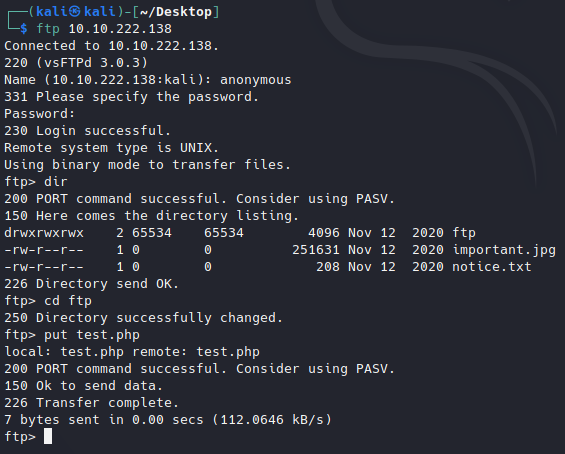 ┌──(kali㉿kali)-[~/Desktop]
└─$ ftp 10.10.222.138
Connected to 10.10.222.138.
220 (vsFTPd 3.0.3)
Name (10.10.222.138:kali): anonymous
331 Please specify the password.
Password:
230 Login successful.
Remote system type is UNIX.
Using binary mode to transfer files.
ftp> dir
200 PORT command successful. Consider using PASV.
150 Here comes the directory listing.
drwxrwxrwx    2 65534    65534        4096 Nov 12  2020 ftp
-rw-r--r--    1 0        0          251631 Nov 12  2020 important.jpg
-rw-r--r--    1 0        0             208 Nov 12  2020 notice.txt
226 Directory send OK.
ftp> cd ftp
250 Directory successfully changed.
ftp> put test.php
local: test.php remote: test.php
200 PORT command successful. Consider using PASV.
150 Ok to send data.
226 Transfer complete.
7 bytes sent in 0.00 secs (112.0646 kB/s)
ftp>